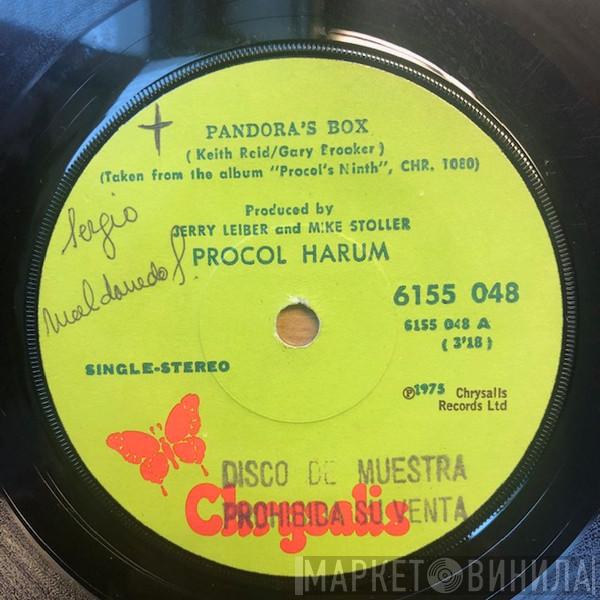 PANDORA'S BOX
( Keith Reid/Gary Brooker )
(Taken from the album "Procol's Ninth", CHR. 1080)
Produced by
JERRY LEIBER and MIKE STOLLER
PROCOL HARUM
Sergio
Maldonado S.
6155 048
6155 048 A
( 3'18 )
SINGLE-STEREO
℗1975 Chrysalis
Records Ltd
DISCO DE MUESTRA
PROHIBIDA SU VENTA
Chrysalis
МАРКЕТ ВИНИЛА